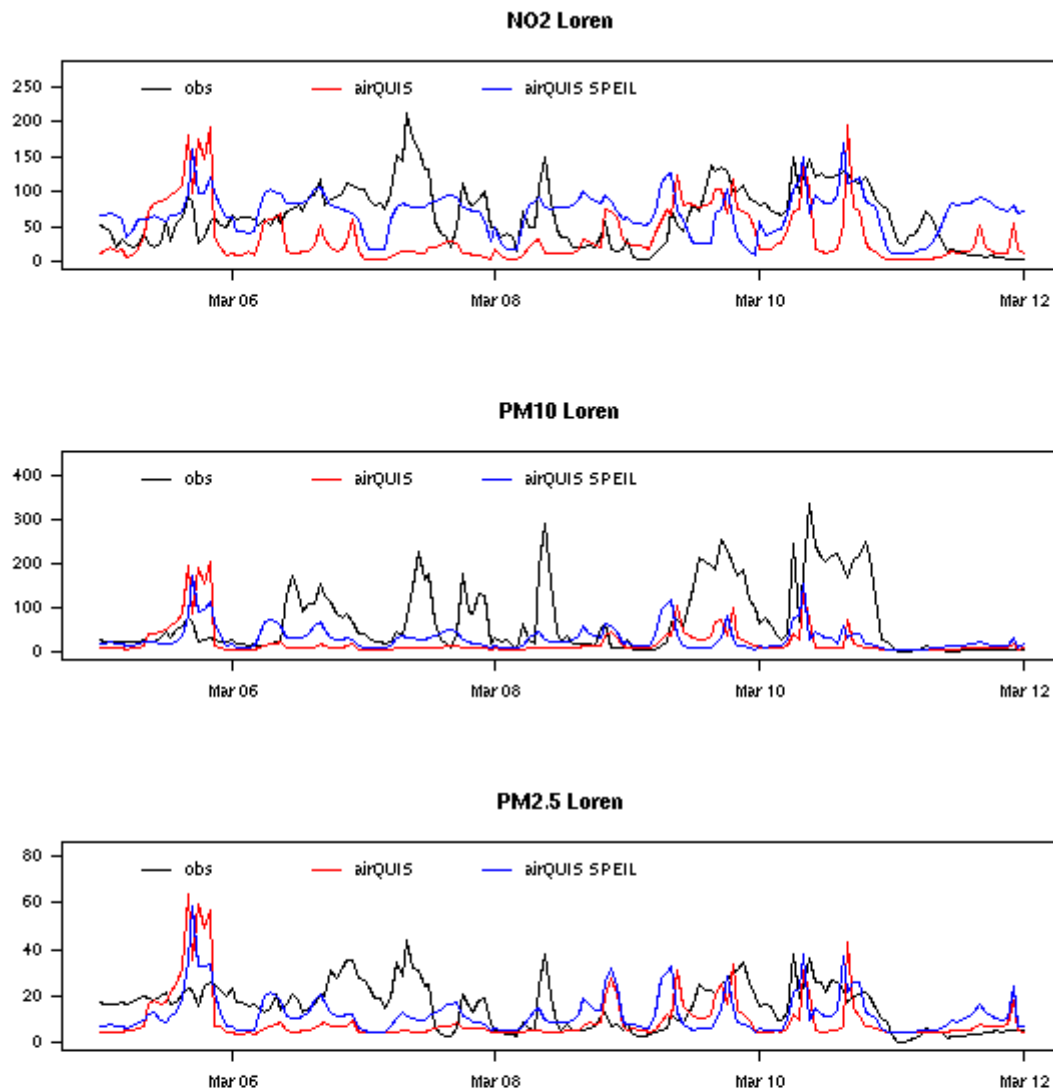 NO2 Loren
250
200
150
100
50
0
obs airQUIS airQUIS SPEIL
Mar 06 Mar 08 Mar 10 Mar 12
PM10 Loren
400
300
200
100
0
obs airQUIS airQUIS SPEIL
Mar 06 Mar 08 Mar 10 Mar 12
PM2.5 Loren
80
60
40
20
0
obs airQUIS airQUIS SPEIL
Mar 06 Mar 08 Mar 10 Mar 12